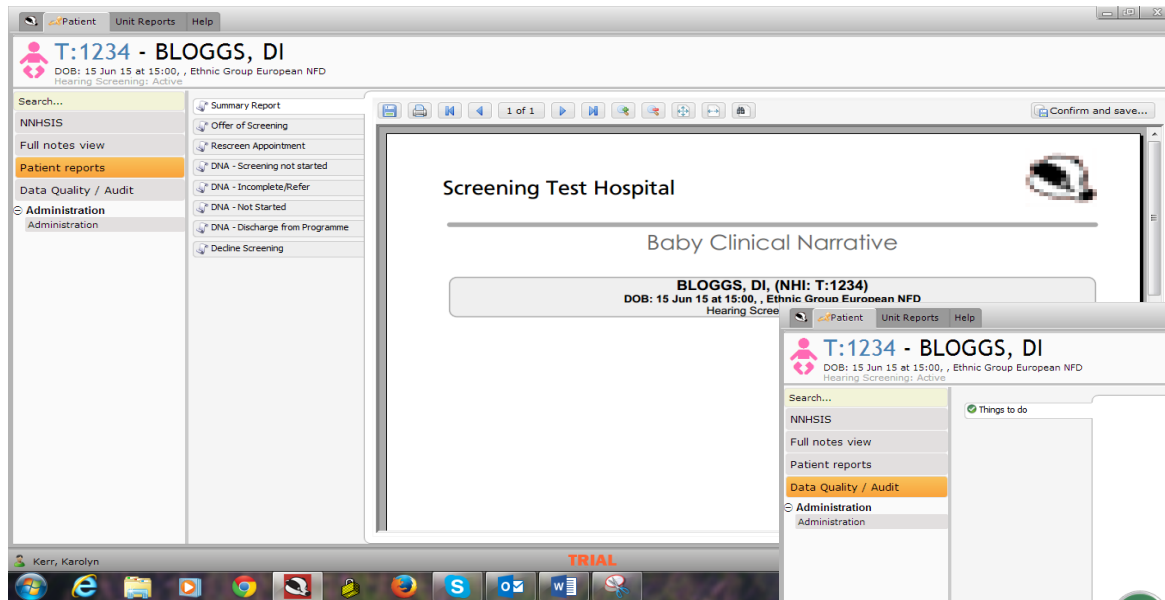 Patient Unit Reports Help
T:1234 - BLOGGS, DI
DOB: 15 Jun 15 at 15:00, , Ethnic Group European NFD
Hearing Screening: Active
Search...
NNHSIS
Full notes view
Patient reports
Data Quality / Audit
Administration
Administration
Summary Report
Offer of Screening
Rescreen Appointment
DNA - Screening not started
DNA - Incomplete/Refer
DNA - Not Started
DNA - Discharge from Programme
Decline Screening
1 of 1
Confirm and save...
Screening Test Hospital
Baby Clinical Narrative
BLOGGS, DI, (NHI: T:1234)
DOB: 15 Jun 15 at 15:00, , Ethnic Group European NFD
Hearing Scree
Patient Unit Reports Help
T:1234 - BLOGGS, DI
DOB: 15 Jun 15 at 15:00, , Ethnic Group European NFD
Hearing Screening: Active
Search...
NNHSIS
Full notes view
Patient reports
Data Quality / Audit
Administration
Administration
Things to do
Kerr, Karolyn
TRIAL